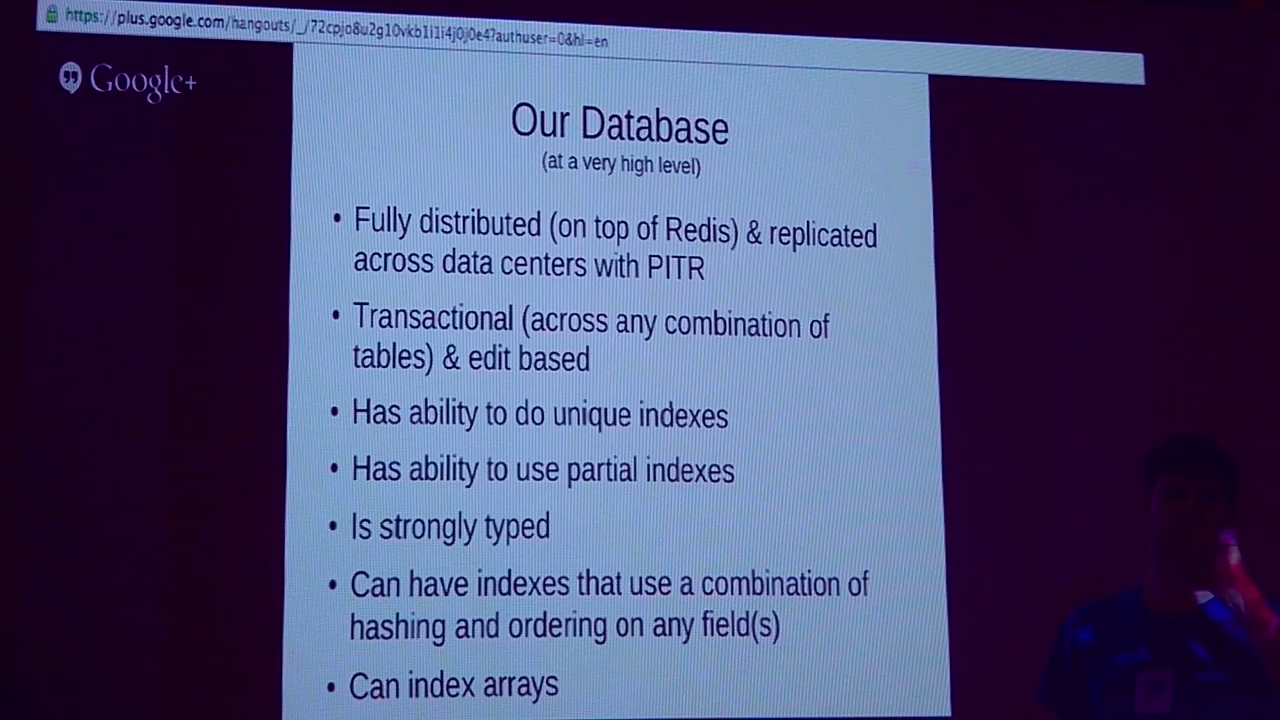 https://plus.google.com/hangouts/_/72cpjo8u2g10vkb1i1i4j0j0e4?authuser=0&hl=en
Google+
Our Database
(at a very high level)
• Fully distributed (on top of Redis) & replicated
across data centers with PITR
• Transactional (across any combination of
tables) & edit based
• Has ability to do unique indexes
• Has ability to use partial indexes
• Is strongly typed
• Can have indexes that use a combination of
hashing and ordering on any field(s)
• Can index arrays